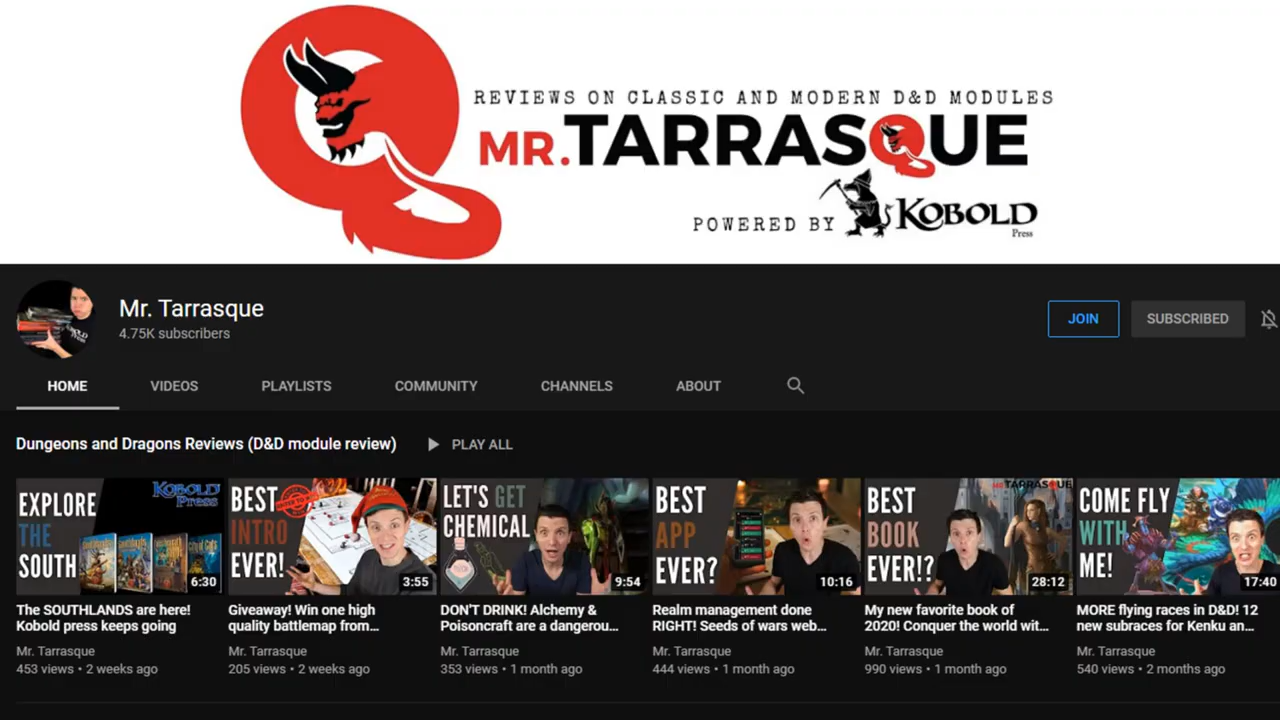 REVIEWS ON CLASSIC AND MODERN D&D MODULES
MR.TARRASQUE
POWERED BY KOBOLD
Press
Mr. Tarrasque
4.75K subscribers
JOIN
SUBSCRIBED
HOME
VIDEOS
PLAYLISTS
COMMUNITY
CHANNELS
ABOUT
Dungeons and Dragons Reviews (D&D module review)
PLAY ALL
EXPLORE
THE
SOUTH
KOBOLD
Press
6:30
The SOUTHLANDS are here!
Kobold press keeps going
Mr. Tarrasque
453 views • 2 weeks ago
BEST
INTRO
EVER!
3:55
Giveaway! Win one high
quality battlemap from...
Mr. Tarrasque
205 views • 2 weeks ago
LET'S GET
CHEMICAL
9:54
DON'T DRINK! Alchemy &
Poisoncraft are a dangerou...
Mr. Tarrasque
353 views • 1 month ago
BEST
APP
EVER?
10:16
Realm management done
RIGHT! Seeds of wars web...
Mr. Tarrasque
444 views • 1 month ago
BEST
BOOK
EVER!?
MR.TARRASQUE
28:12
My new favorite book of
2020! Conquer the world wit...
Mr. Tarrasque
990 views • 1 month ago
COME FLY
WITH
ME!
17:40
MORE flying races in D&D! 12
new subraces for Kenku an...
Mr. Tarrasque
540 views • 2 months ago